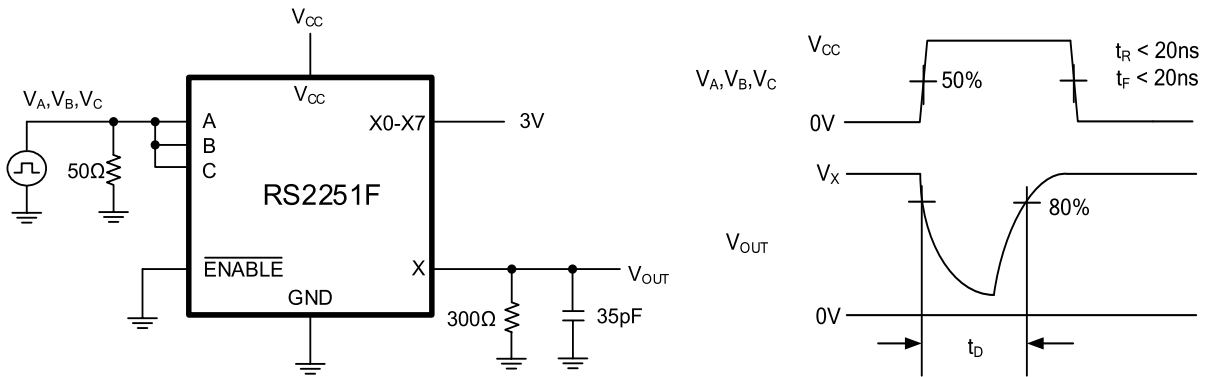 V_CC
V_CC
V_A,V_B,V_C
A
B
C
50Ω
X0-X7
3V
RS2251F
ENABLE
X
V_OUT
GND
300Ω
35pF
V_CC
V_A,V_B,V_C
50%
t_R < 20ns
t_F < 20ns
0V
V_X
80%
V_OUT
0V
t_D